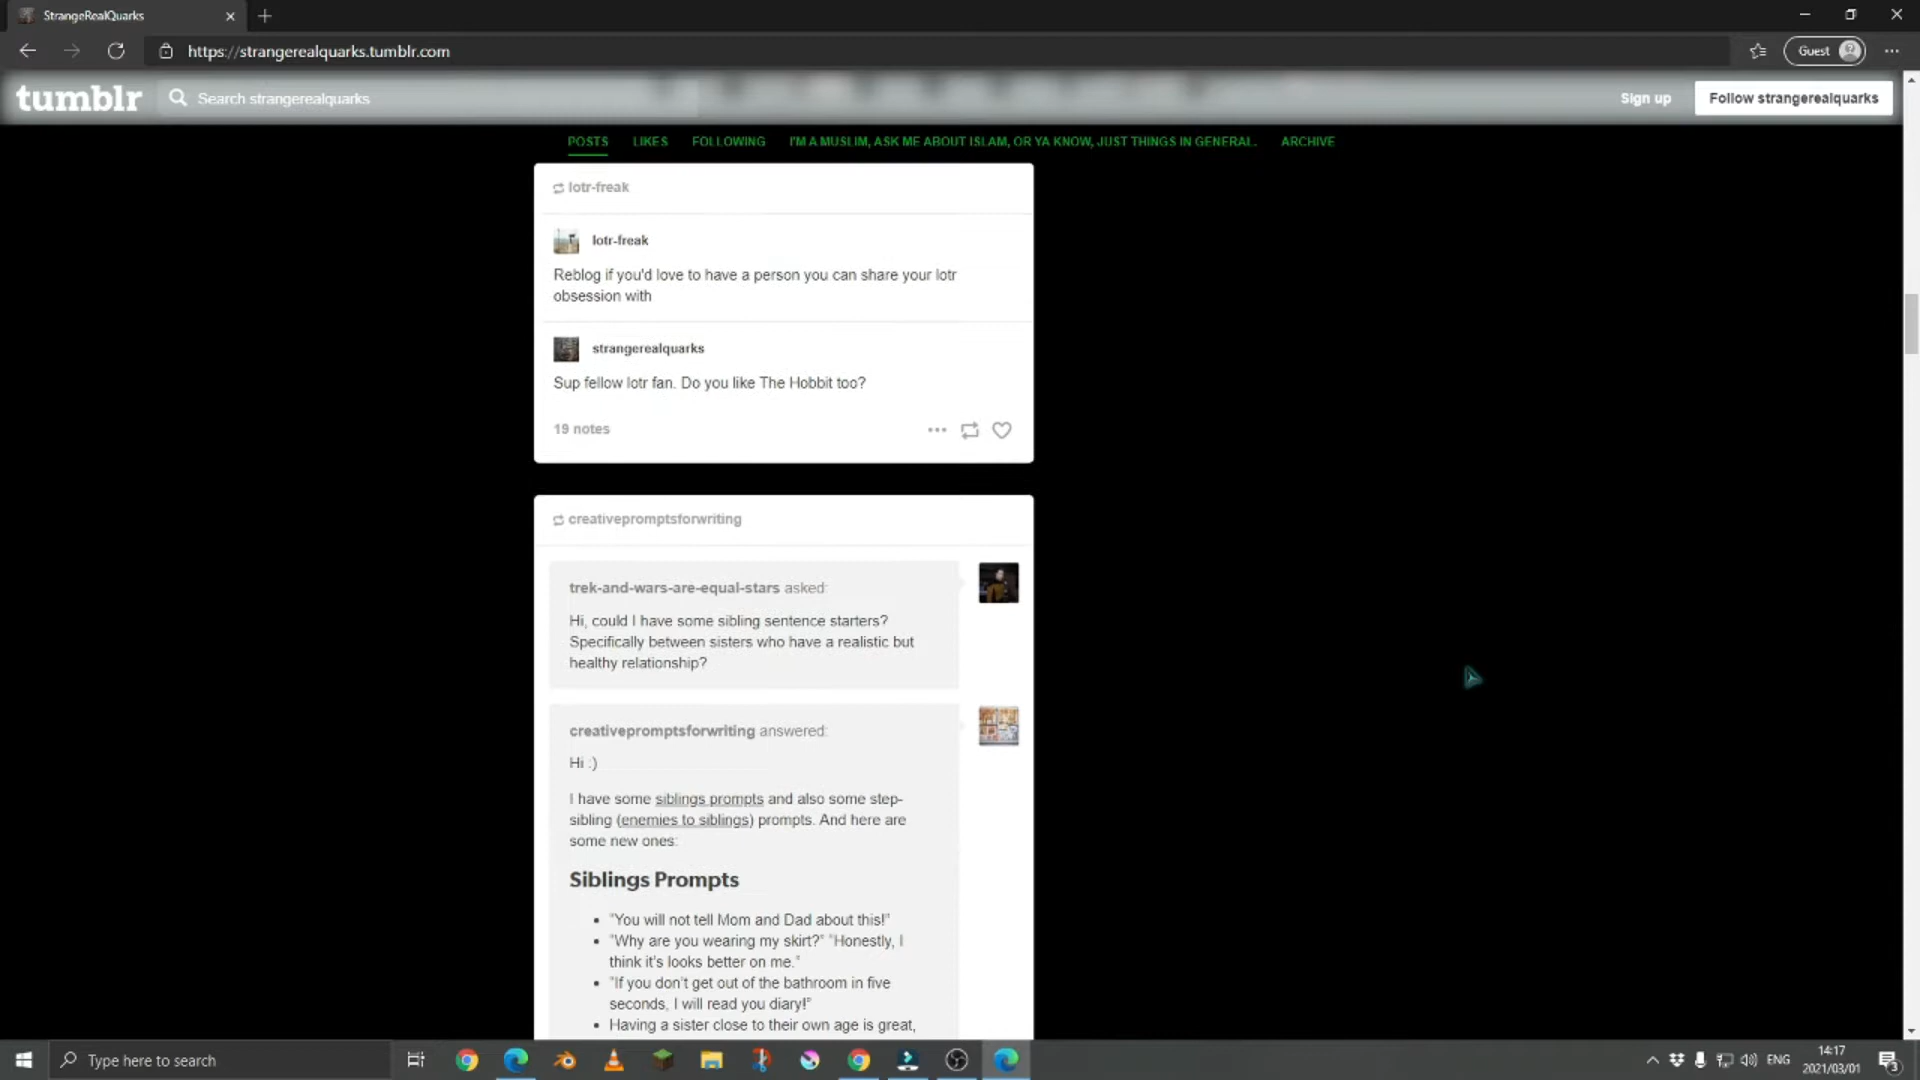 StrangeRealQuarks
https://strangerealquarks.tumblr.com
Guest
tumblr
Search strangerealquarks
Sign up
Follow strangerealquarks
POSTS LIKES FOLLOWING I'M A MUSLIM, ASK ME ABOUT ISLAM, OR YA KNOW, JUST THINGS IN GENERAL. ARCHIVE
lotr-freak
lotr-freak
Reblog if you'd love to have a person you can share your lotr
obsession with
strangerealquarks
Sup fellow lotr fan. Do you like The Hobbit too?
19 notes
creativepromptsforwriting
trek-and-wars-are-equal-stars asked:
Hi, could I have some sibling sentence starters?
Specifically between sisters who have a realistic but
healthy relationship?
creativepromptsforwriting answered:
Hi :)
I have some siblings prompts and also some step-
sibling (enemies to siblings) prompts. And here are
some new ones:
Siblings Prompts
• "You will not tell Mom and Dad about this!"
• "Why are you wearing my skirt?" "Honestly, I
think it's looks better on me."
• "If you don't get out of the bathroom in five
seconds, I will read you diary!"
• Having a sister close to their own age is great,
Type here to search
ENG
14:17
2021/03/01
3